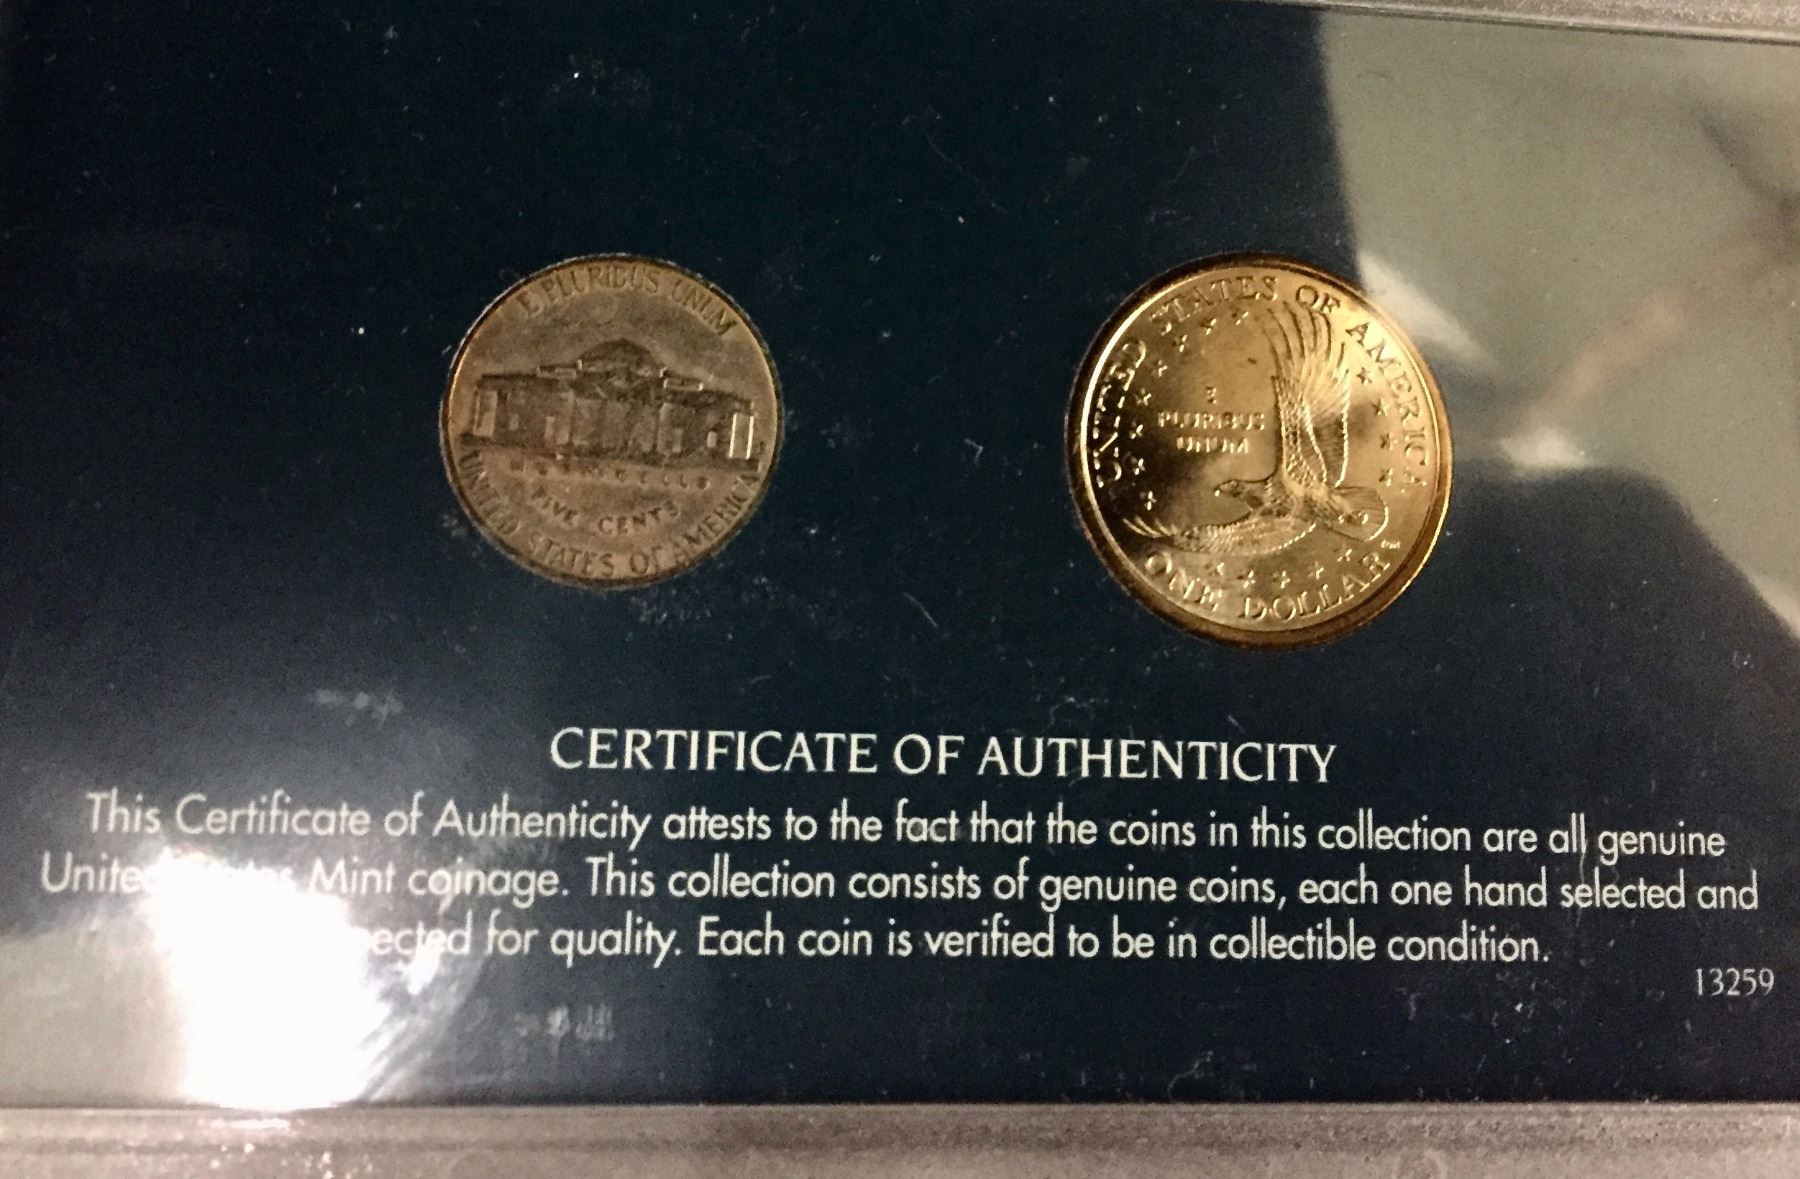 E PLURIBUS UNUM
MONTICELLO
FIVE CENTS
UNITED STATES OF AMERICA
UNITED STATES OF AMERICA
E
PLURIBUS
UNUM
ONE DOLLAR
CERTIFICATE OF AUTHENTICITY
This Certificate of Authenticity attests to the fact that the coins in this collection are all genuine
United States Mint coinage. This collection consists of genuine coins, each one hand selected and
for quality. Each coin is verified to be in collectible condition.
13259